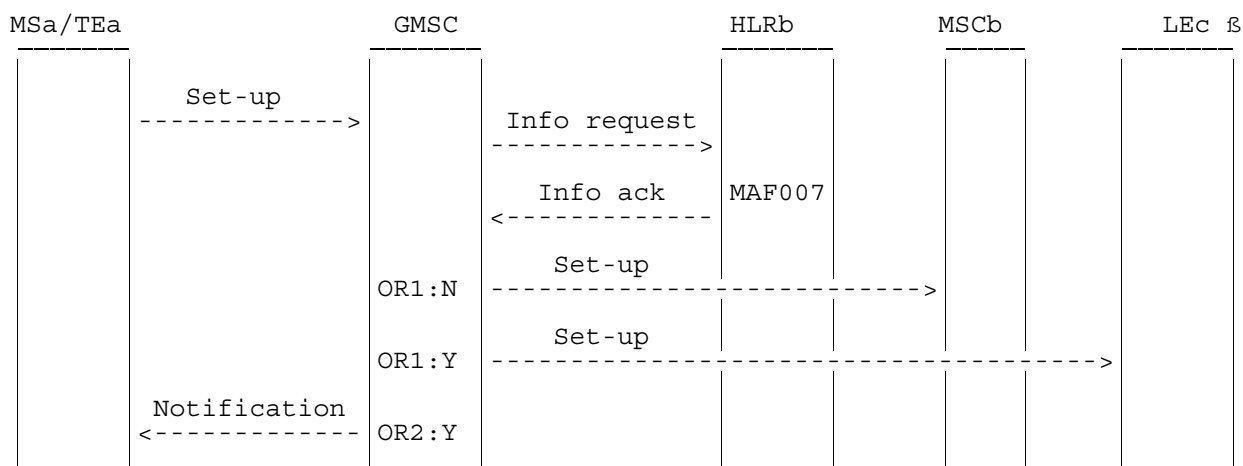 MSa/TEa GMSC HLRb MSCb LEc ß
Set-up
------------->
Info request
------------->
Info ack MAF007
<-------------
Set-up
OR1:N --------------------------->
Set-up
OR1:Y ------------------------------------->
Notification
<------------- OR2:Y